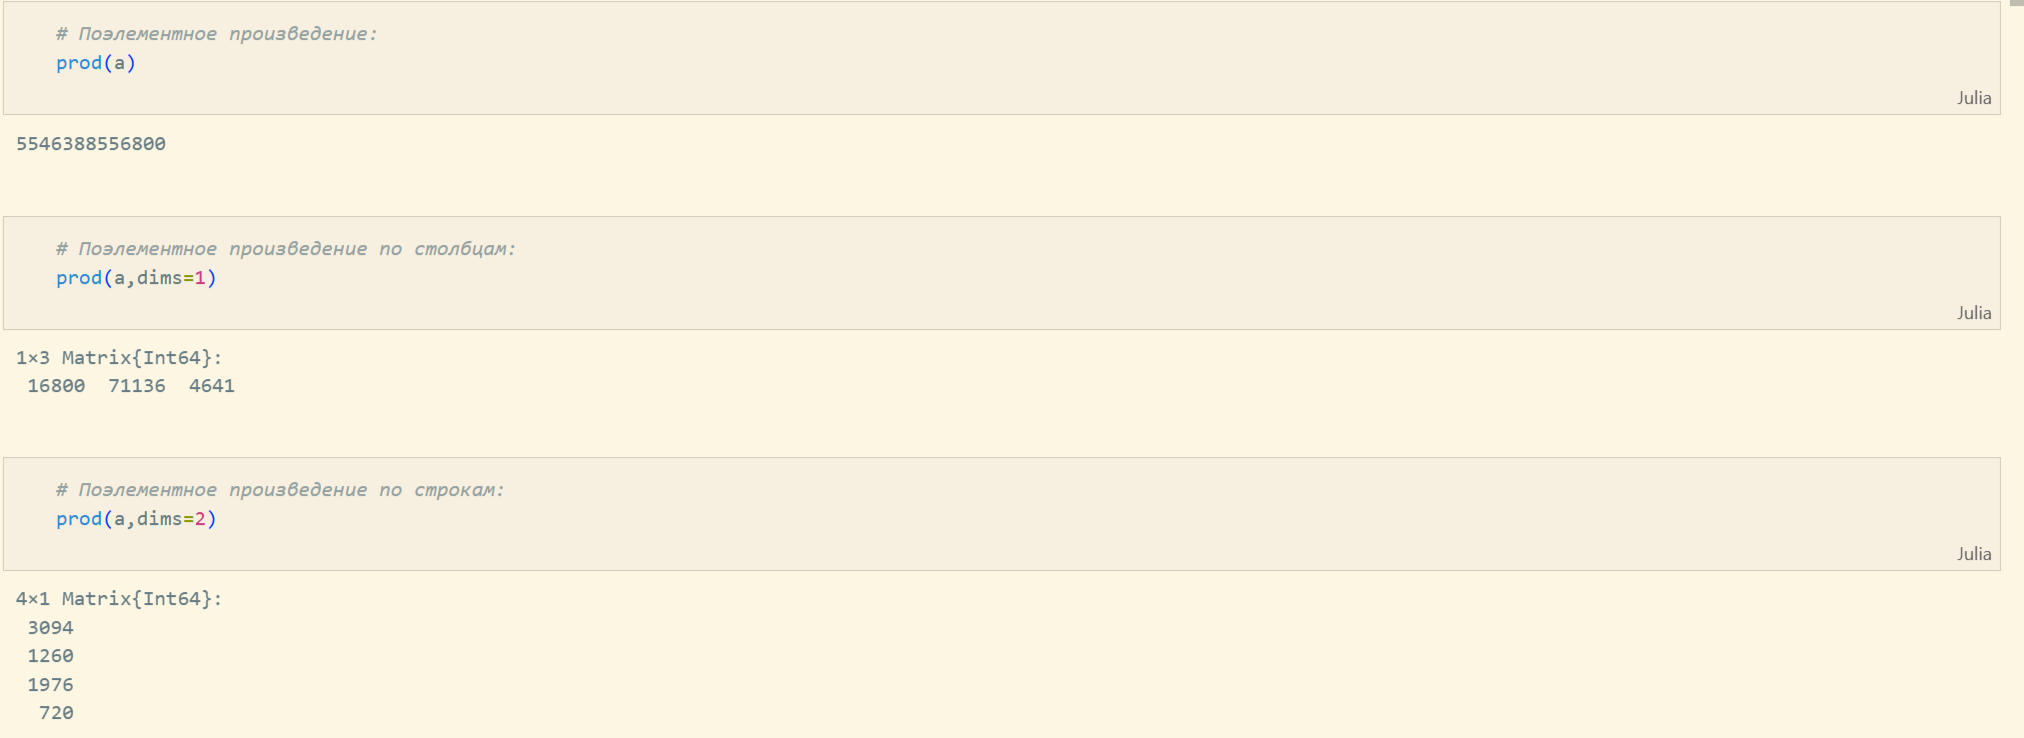 # Поэлементное произведение:
prod(a)
Julia
5546388556800
# Поэлементное произведение по столбцам:
prod(a,dims=1)
Julia
1×3 Matrix{Int64}:
16800 71136 4641
# Поэлементное произведение по строкам:
prod(a,dims=2)
Julia
4×1 Matrix{Int64}:
3094
1260
1976
720